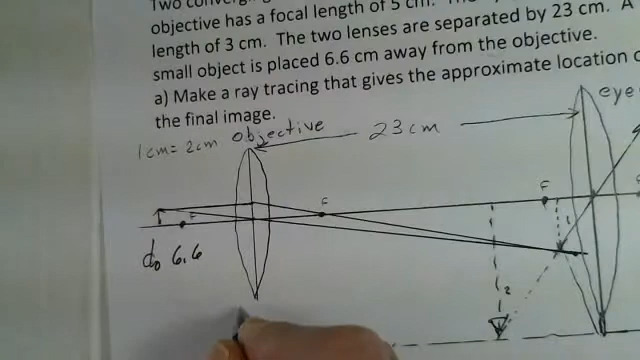 Two
objective has a focal length of 5 cm.
length of 3 cm. The two lenses are separated by 23 cm. A
small object is placed 6.6 cm away from the objective.
a) Make a ray tracing that gives the approximate location
the final image.
eye
1cm = 2cm objective 23cm
F F F
do 6.6
1
2